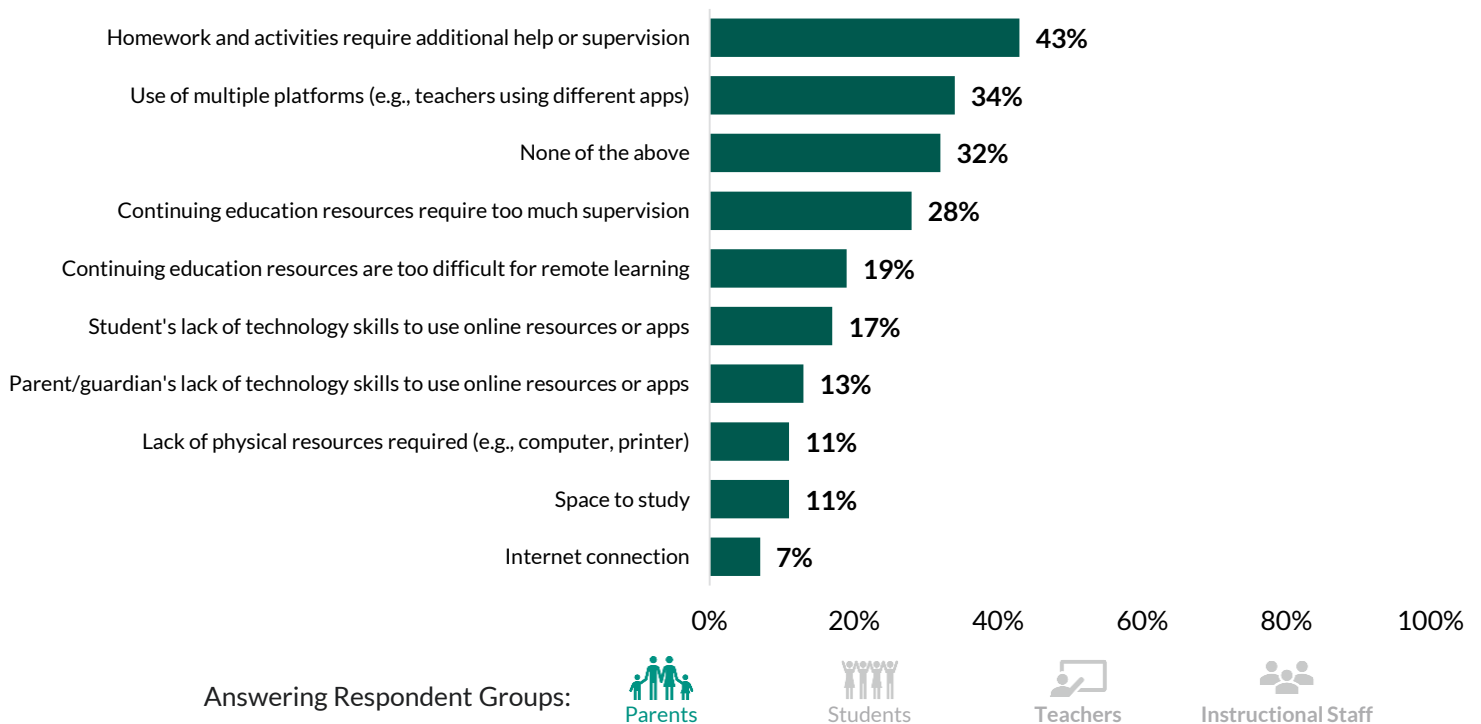 Homework and activities require additional help or supervision 43%
Use of multiple platforms (e.g., teachers using different apps) 34%
None of the above 32%
Continuing education resources require too much supervision 28%
Continuing education resources are too difficult for remote learning 19%
Student's lack of technology skills to use online resources or apps 17%
Parent/guardian's lack of technology skills to use online resources or apps 13%
Lack of physical resources required (e.g., computer, printer) 11%
Space to study 11%
Internet connection 7%
0% 20% 40% 60% 80% 100%
Answering Respondent Groups: Parents Students Teachers Instructional Staff